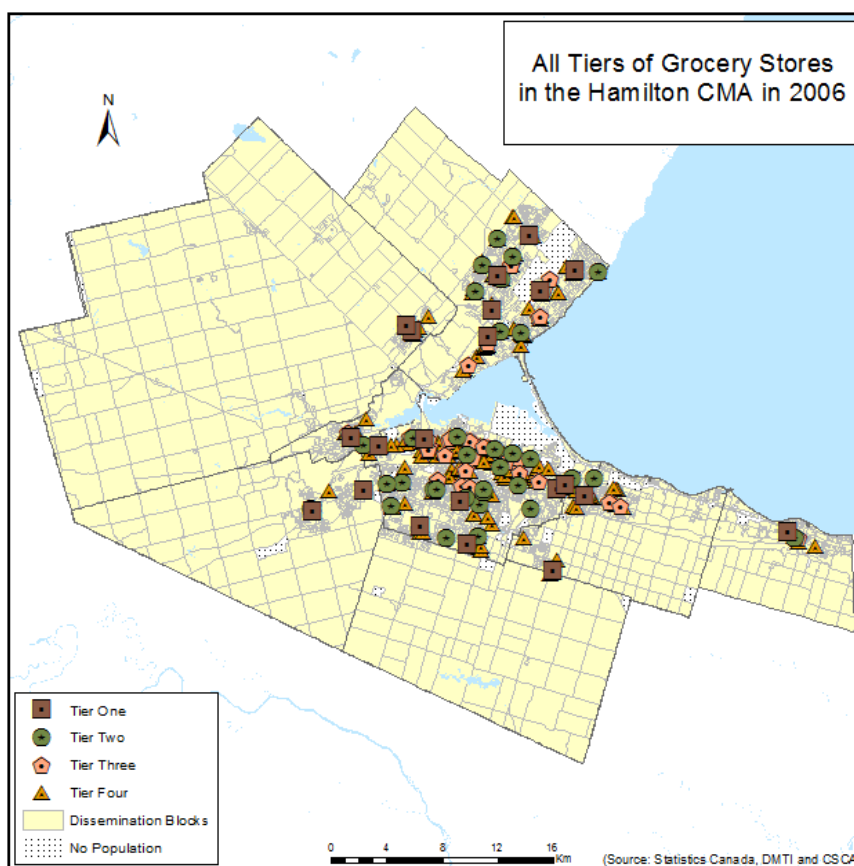 All Tiers of Grocery Stores
in the Hamilton CMA in 2006
N
Tier One
Tier Two
Tier Three
Tier Four
Dissemination Blocks
No Population
0 4 8 12 16
Km
(Source: Statistics Canada, DMTI and CSCA